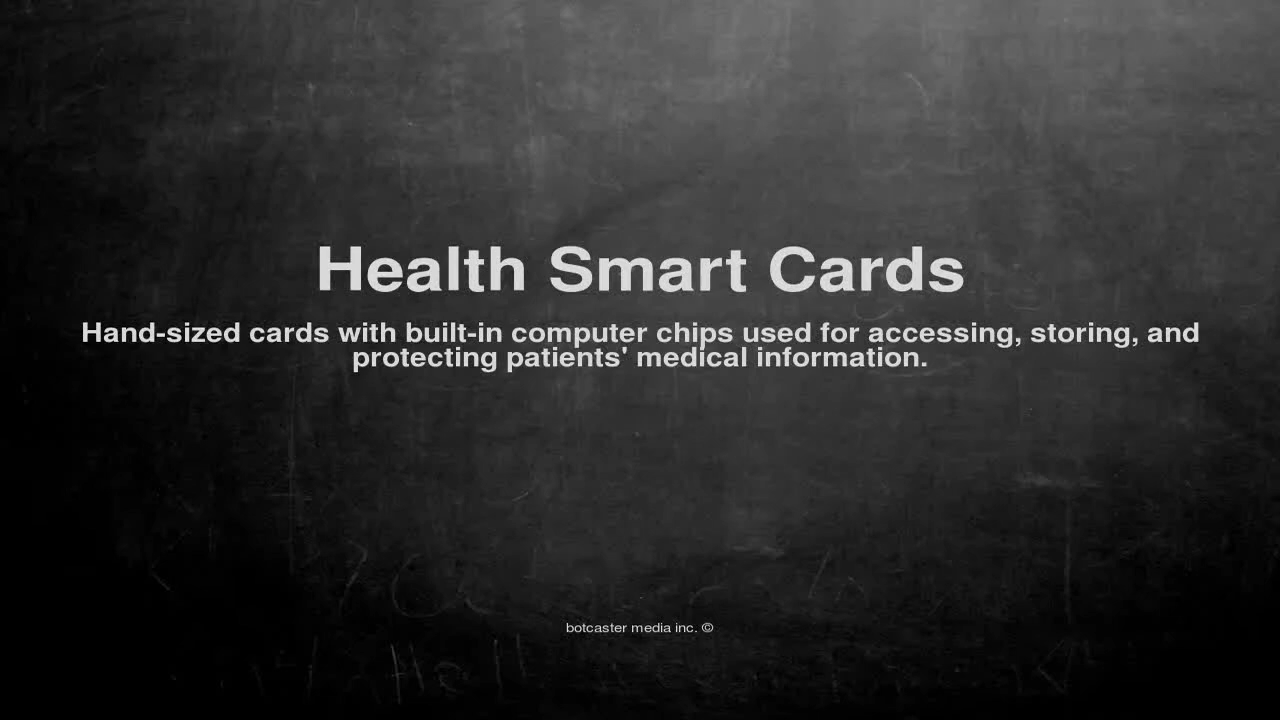 Health Smart Cards
Hand-sized cards with built-in computer chips used for accessing, storing, and
protecting patients' medical information.
botcaster media inc. ©